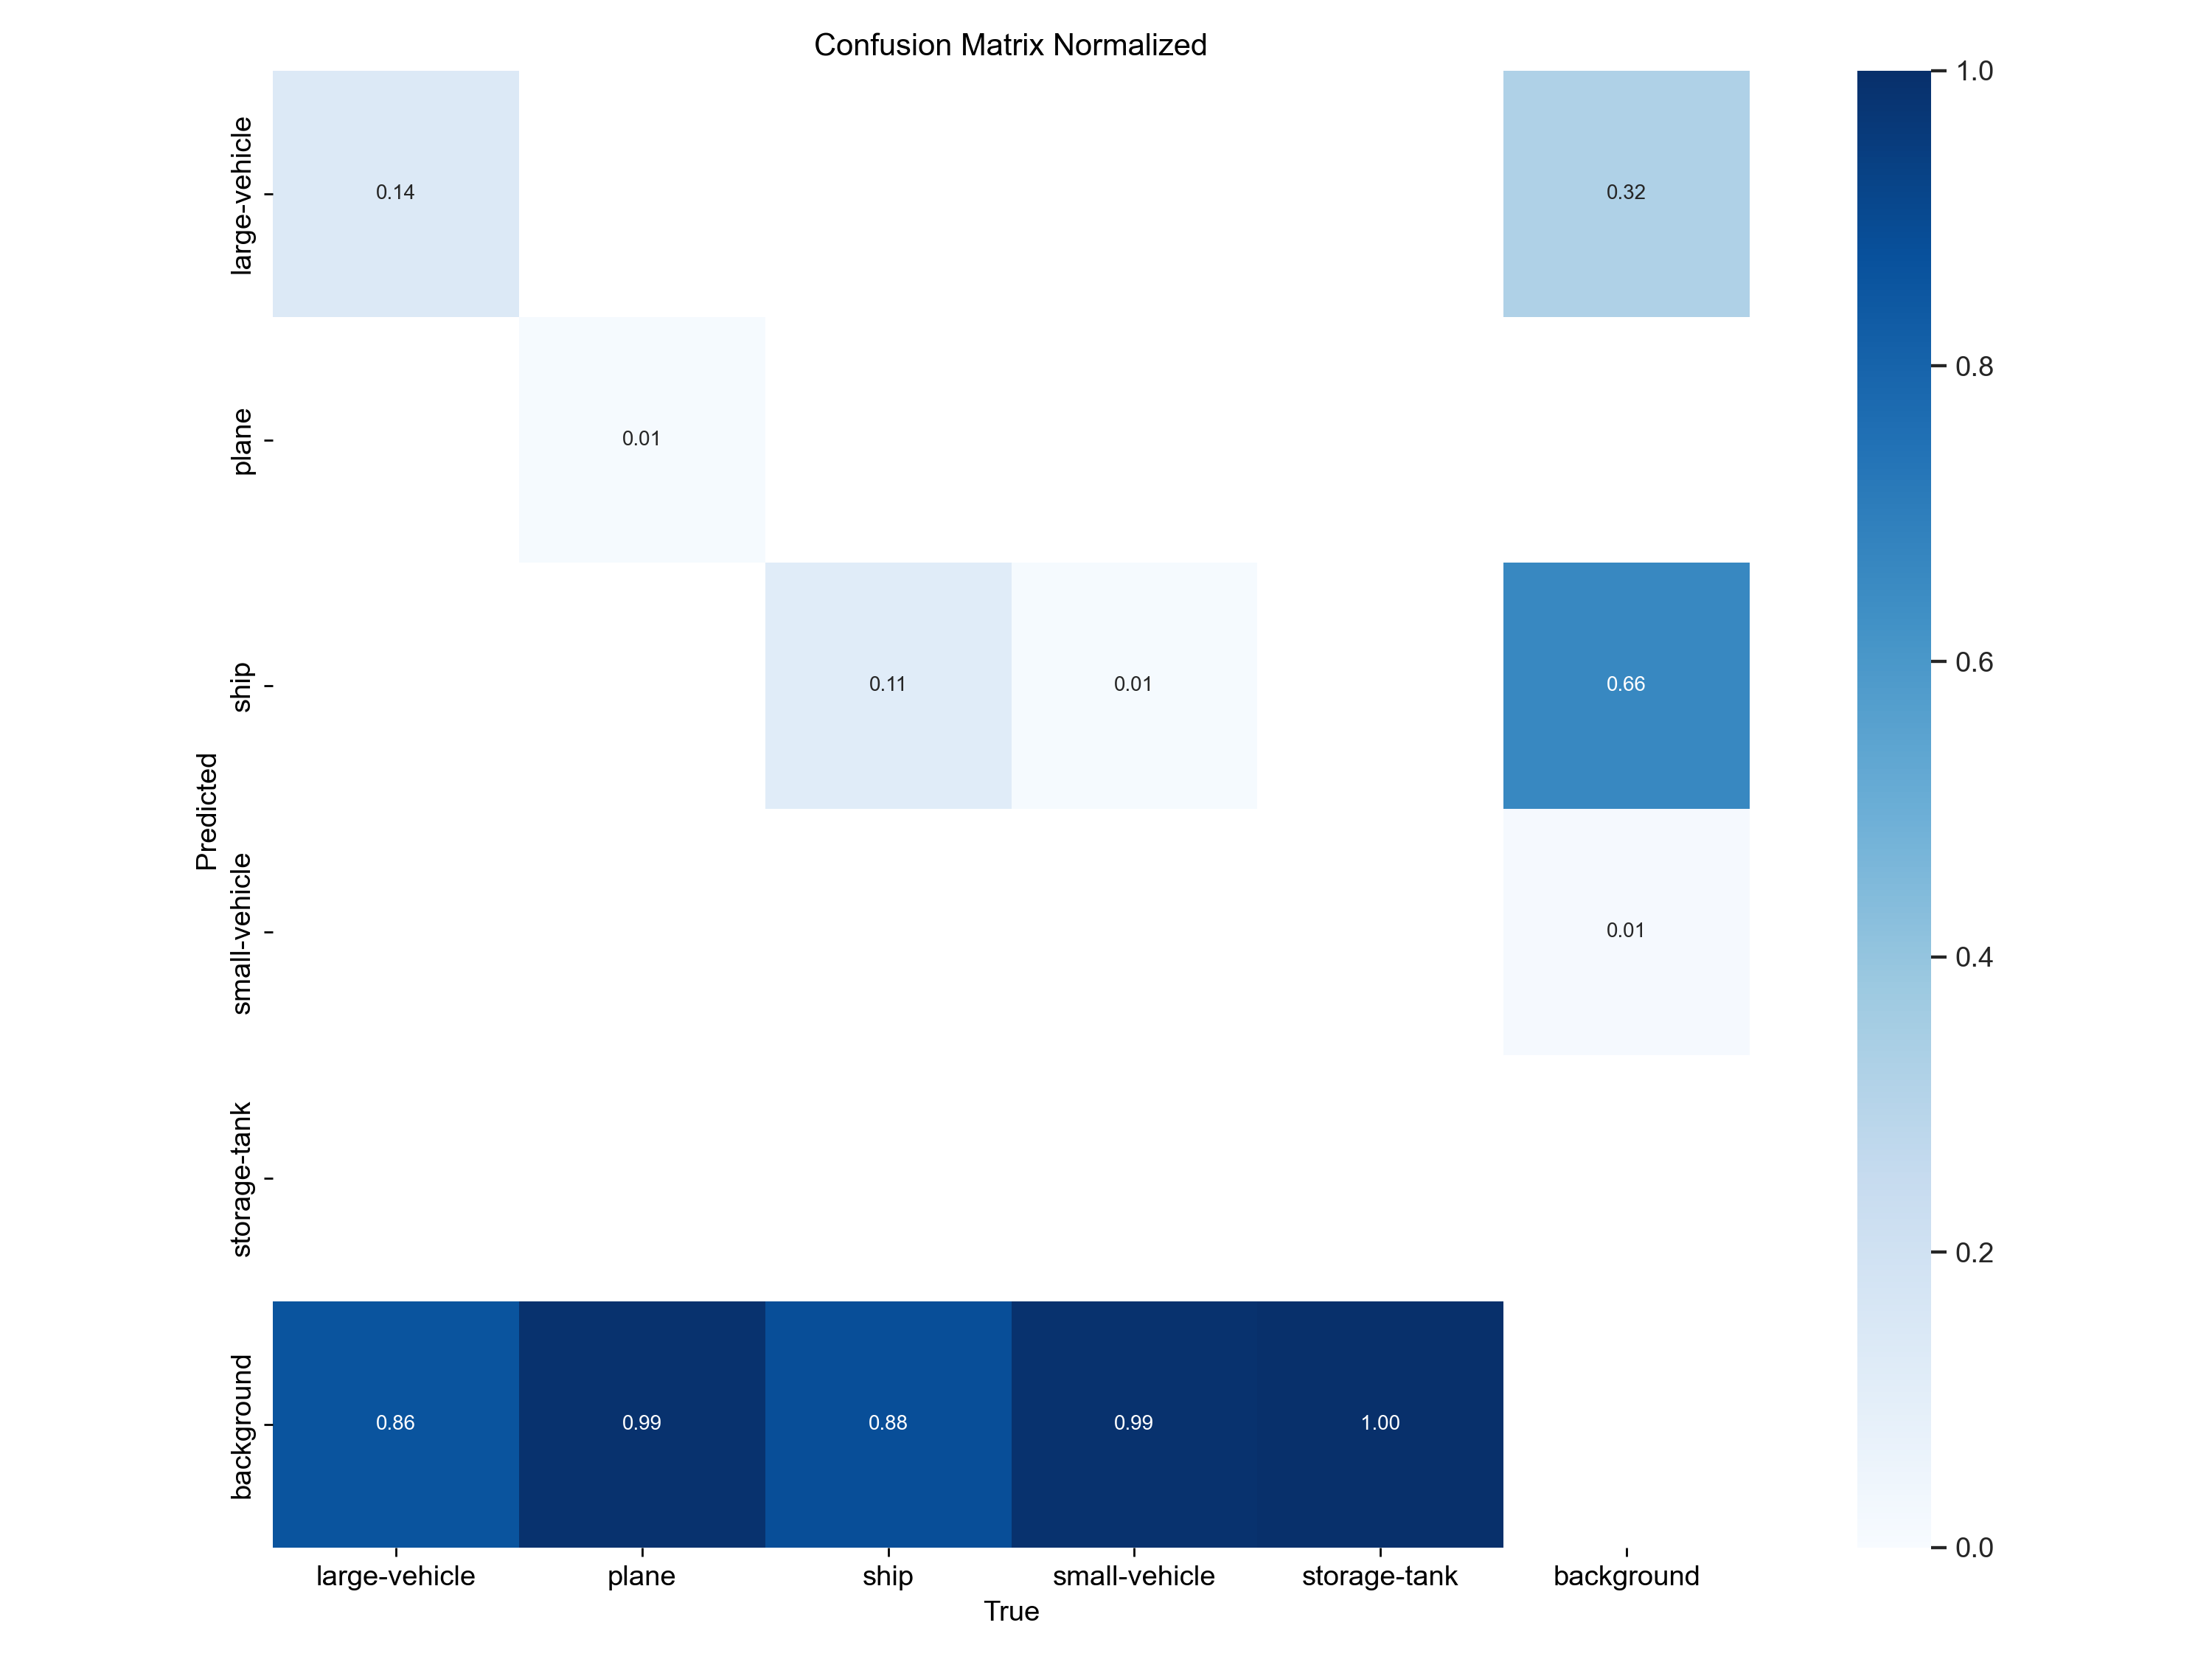 Confusion Matrix Normalized
large-vehicle
0.14
0.32
plane
0.01
ship
0.11
0.01
0.66
small-vehicle
0.01
storage-tank
background
0.86
0.99
0.88
0.99
1.00
Predicted
large-vehicle
plane
ship
small-vehicle
storage-tank
background
True
1.0
0.8
0.6
0.4
0.2
0.0